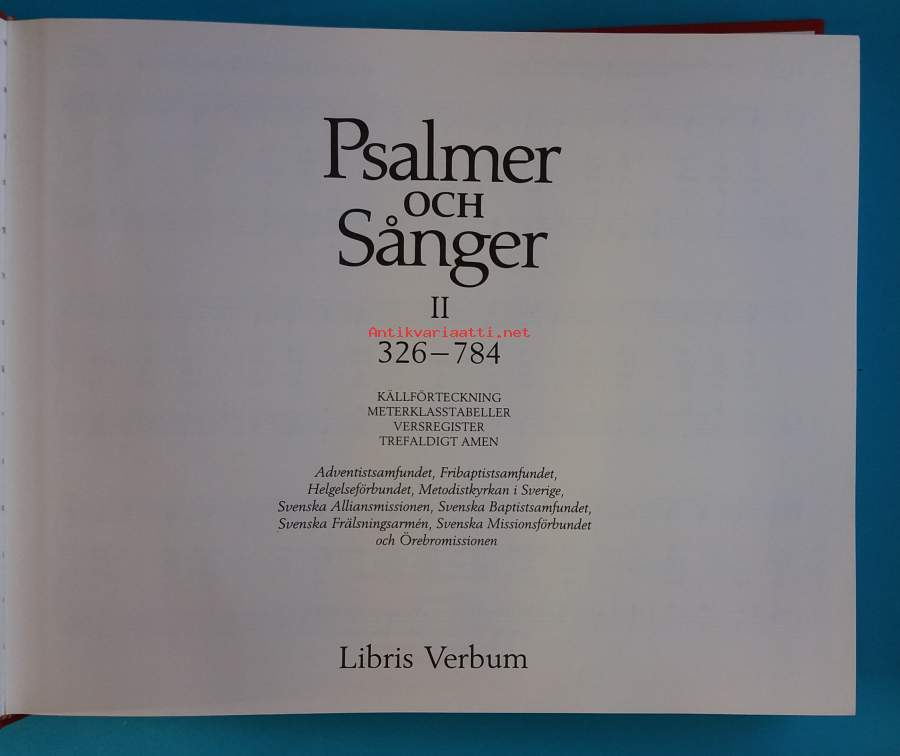 Psalmer
OCH
Sånger
II
Antikvariaatti.net
326–784
KÄLLFÖRTECKNING
METERKLASSTABELLER
VERSREGISTER
TREFALDIGT AMEN
Adventistsamfundet, Fribaptistsamfundet,
Helgelseförbundet, Metodistkyrkan i Sverige,
Svenska Alliansmissionen, Svenska Baptistsamfundet,
Svenska Frälsningsarmén, Svenska Missionsförbundet
och Örebromissionen
Libris Verbum